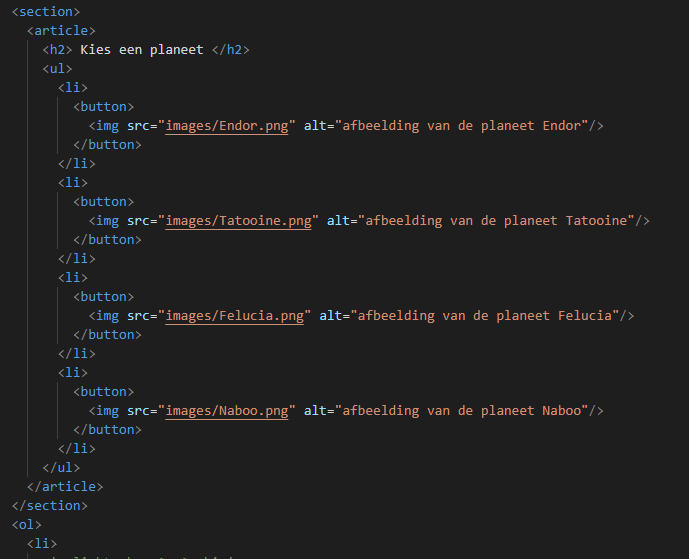 <section>
<article>
<h2> Kies een planeet </h2>
<ul>
<li>
<button>
<img src="images/Endor.png" alt="afbeelding van de planeet Endor"/>
</button>
</li>
<li>
<button>
<img src="images/Tatooine.png" alt="afbeelding van de planeet Tatooine"/>
</button>
</li>
<li>
<button>
<img src="images/Felucia.png" alt="afbeelding van de planeet Felucia"/>
</button>
</li>
<li>
<button>
<img src="images/Naboo.png" alt="afbeelding van de planeet Naboo"/>
</button>
</li>
</ul>
</article>
</section>
<ol>
<li>